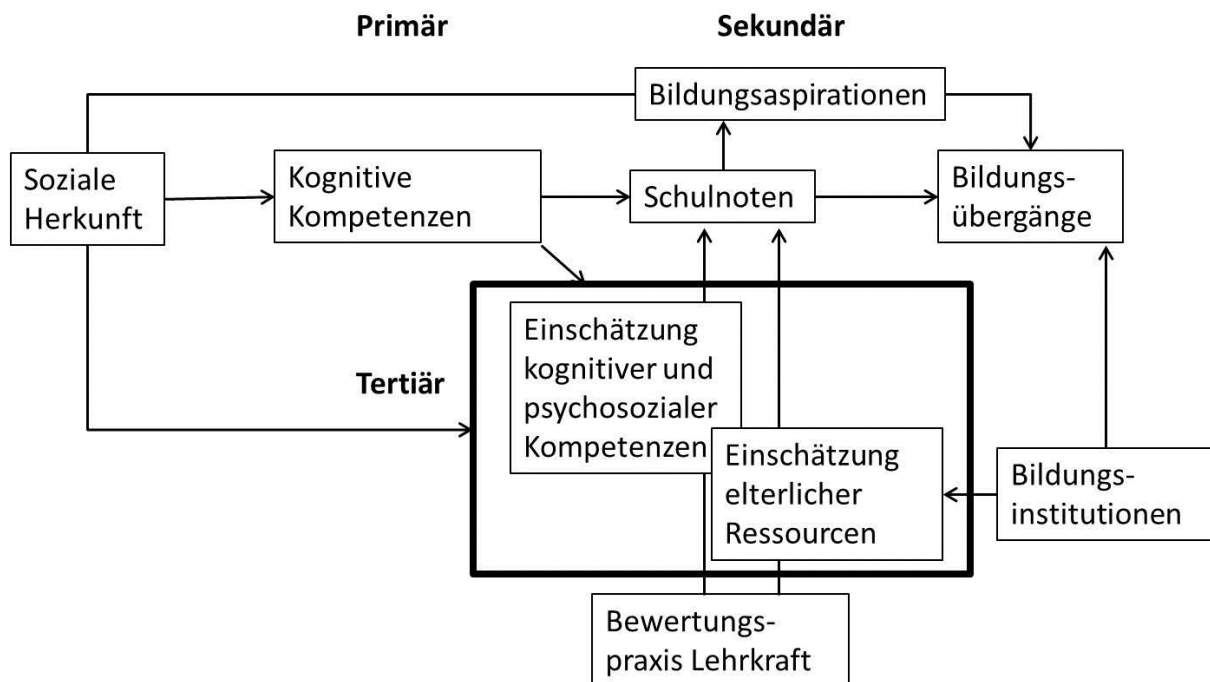 Primär
Sekundär
Bildungsaspirationen
Soziale
Herkunft
Kognitive
Kompetenzen
Schulnoten
Bildungs-
übergänge
Einschätzung
kognitiver und
psychosozialer
Kompetenzen
Tertiär
Einschätzung
elterlicher
Ressourcen
Bildungs-
institutionen
Bewertungs-
praxis Lehrkraft